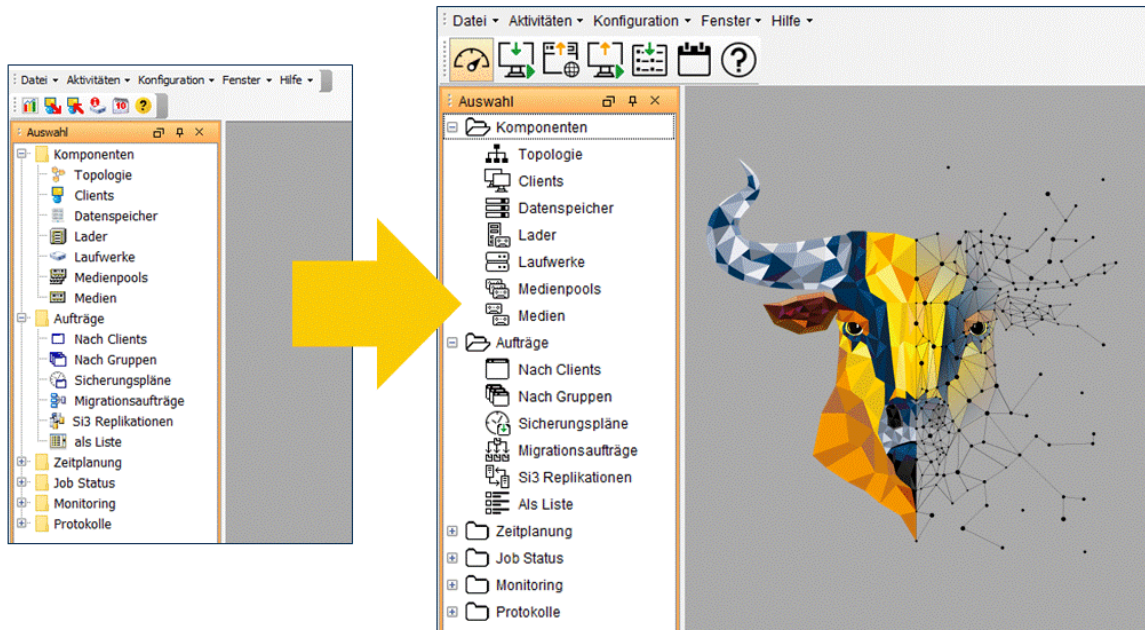 Datei Aktivitäten Konfiguration Fenster Hilfe
10 ?
Auswahl
Komponenten
Topologie
Clients
Datenspeicher
Lader
Laufwerke
Medienpools
Medien
Aufträge
Nach Clients
Nach Gruppen
Sicherungspläne
Migrationsaufträge
Si3 Replikationen
als Liste
Zeitplanung
Job Status
Monitoring
Protokolle
Datei Aktivitäten Konfiguration Fenster Hilfe
?
Auswahl
Komponenten
Topologie
Clients
Datenspeicher
Lader
Laufwerke
Medienpools
Medien
Aufträge
Nach Clients
Nach Gruppen
Sicherungspläne
Migrationsaufträge
Si3 Replikationen
Als Liste
Zeitplanung
Job Status
Monitoring
Protokolle